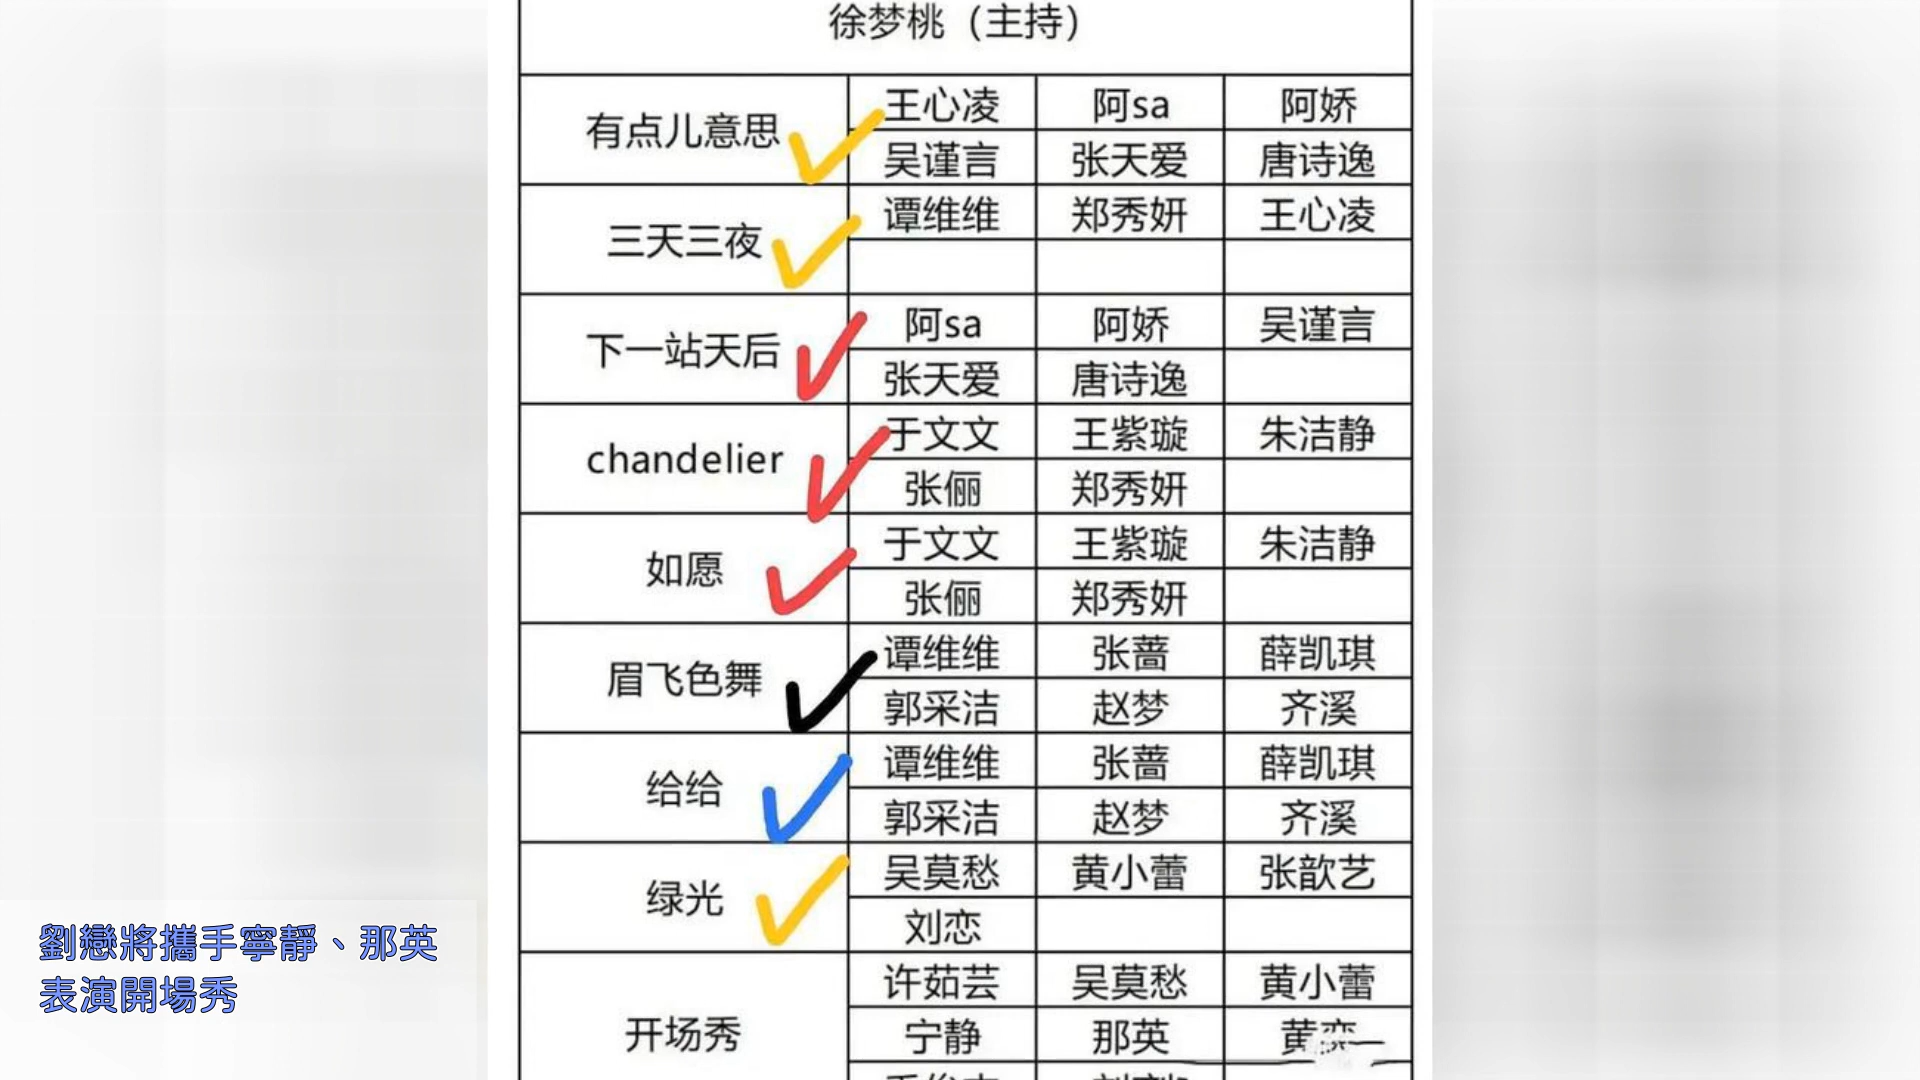 徐梦桃（主持）
有点儿意思 王心凌 阿sa 阿娇
吴谨言 张天爱 唐诗逸
三天三夜 谭维维 郑秀妍 王心凌
下一站天后 阿sa 阿娇 吴谨言
张天爱 唐诗逸
chandelier 于文文 王紫璇 朱洁静
张俪 郑秀妍
如愿 于文文 王紫璇 朱洁静
张俪 郑秀妍
眉飞色舞 谭维维 张蔷 薛凯琪
郭采洁 赵梦 齐溪
给给 谭维维 张蔷 薛凯琪
郭采洁 赵梦 齐溪
绿光 吴莫愁 黄小蕾 张歆艺
刘恋
开场秀 许茹芸 吴莫愁 黄小蕾
宁静 那英
劉戀將攜手寧靜、那英
表演開場秀